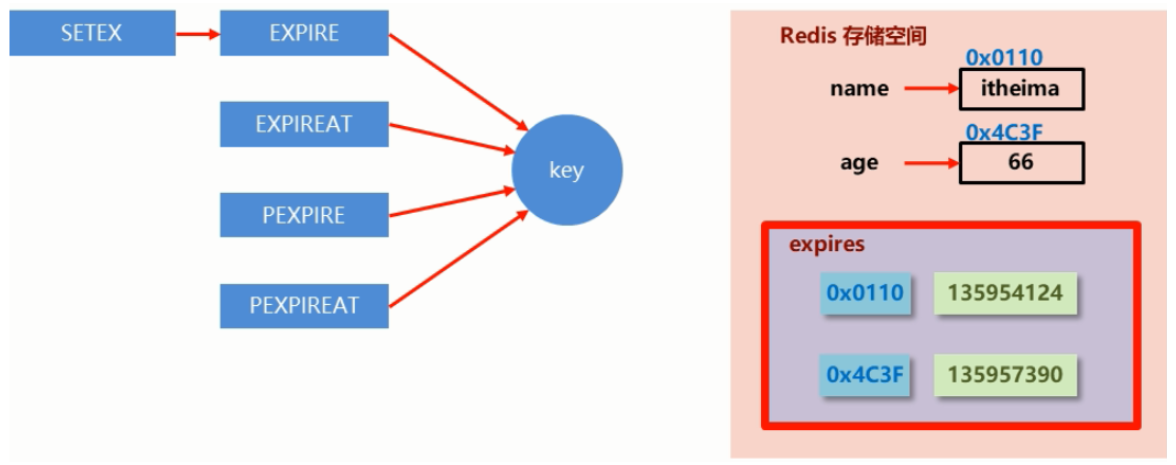 SETEX
EXPIRE
EXPIREAT
PEXPIRE
PEXPIREAT
key
Redis 存储空间
0x0110
name
itheima
0x4C3F
age
66
expires
0x0110
135954124
0x4C3F
135957390